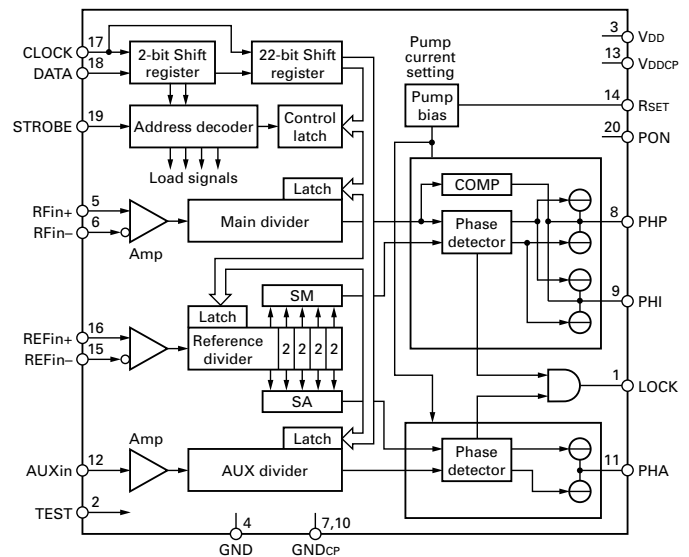 CLOCK 17
DATA 18
2-bit Shift
register
22-bit Shift
register
Pump
current
setting
Pump
bias
3 VDD
13 VDDCP
14 RSET
20 PON
STROBE 19
Address decoder
Control
latch
Load signals
Latch
RFin+ 5
RFin– 6
Amp
Main divider
COMP
Phase
detector
8 PHP
9 PHI
SM
Latch
REFin+ 16
REFin– 15
Reference
divider
2 2 2 2
SA
1 LOCK
Amp
Latch
AUXin 12
AUX divider
Phase
detector
11 PHA
TEST 2
4
GND
7,10
GNDCP